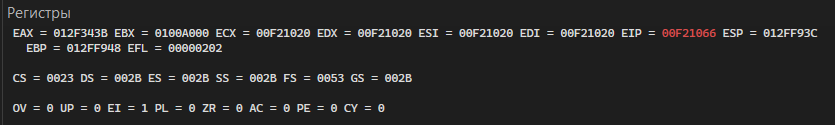 Регистры
EAX = 012F343B EBX = 0100A000 ECX = 00F21020 EDX = 00F21020 ESI = 00F21020 EDI = 00F21020 EIP = 00F21066 ESP = 012FF93C
EBP = 012FF948 EFL = 00000202
CS = 0023 DS = 002B ES = 002B SS = 002B FS = 0053 GS = 002B
OV = 0 UP = 0 EI = 1 PL = 0 ZR = 0 AC = 0 PE = 0 CY = 0